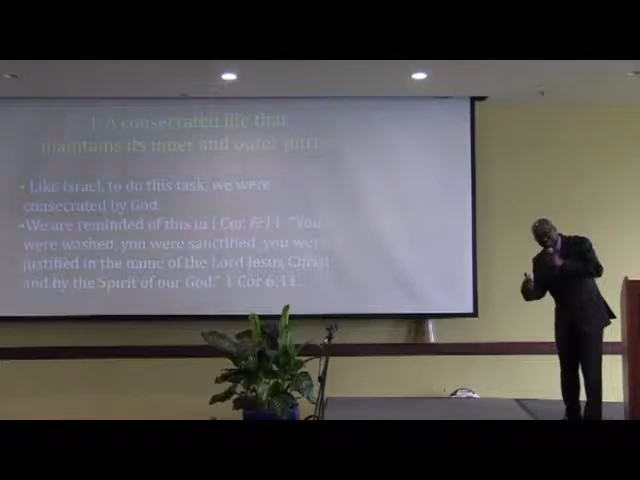 1 A consecrated life that
maintains its inner and outer
• Like Israel, to do this task, we were
consecrated by God.
•We are reminded of this in 1 Cor. 6:11 "You
were washed, you were sanctified, you were
justified in the name of the Lord Jesus Christ
and by the Spirit of our God." 1 Cor 6:11.